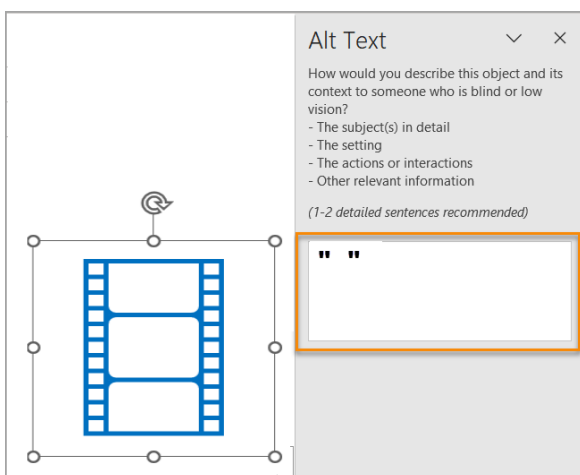 Alt Text
How would you describe this object and its
context to someone who is blind or low
vision?
- The subject(s) in detail
- The setting
- The actions or interactions
- Other relevant information
(1-2 detailed sentences recommended)
" "